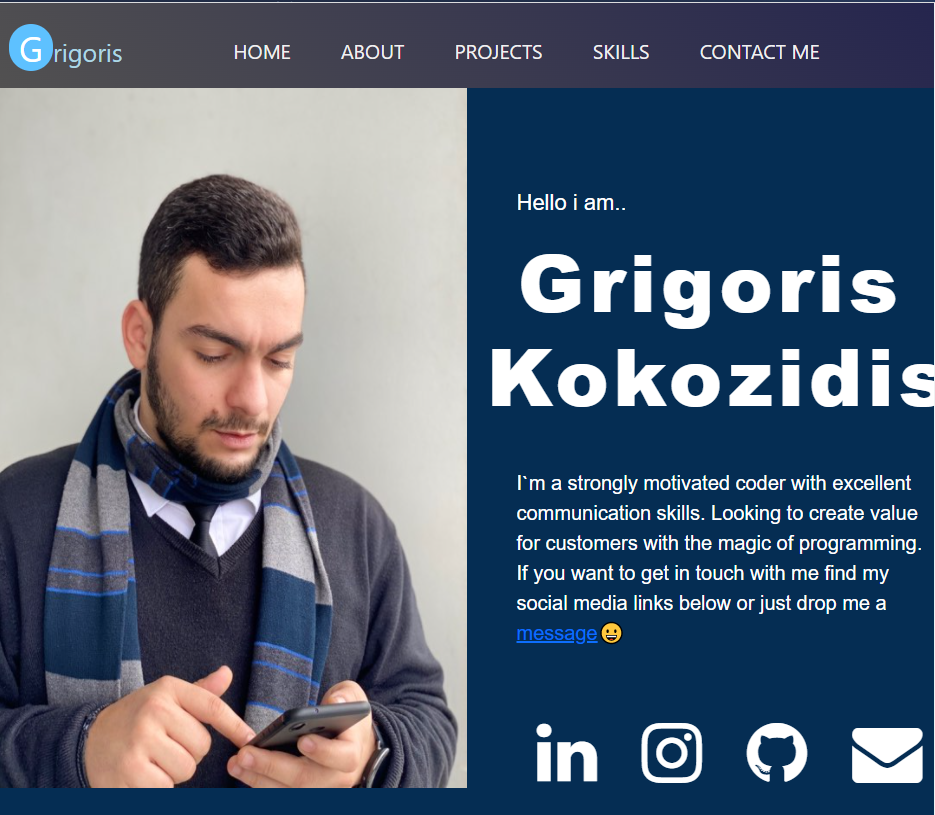 Grigoris
HOME ABOUT PROJECTS SKILLS CONTACT ME
Hello i am..
Grigoris
Kokozidis
I`m a strongly motivated coder with excellent
communication skills. Looking to create value
for customers with the magic of programming.
If you want to get in touch with me find my
social media links below or just drop me a
message😀
in